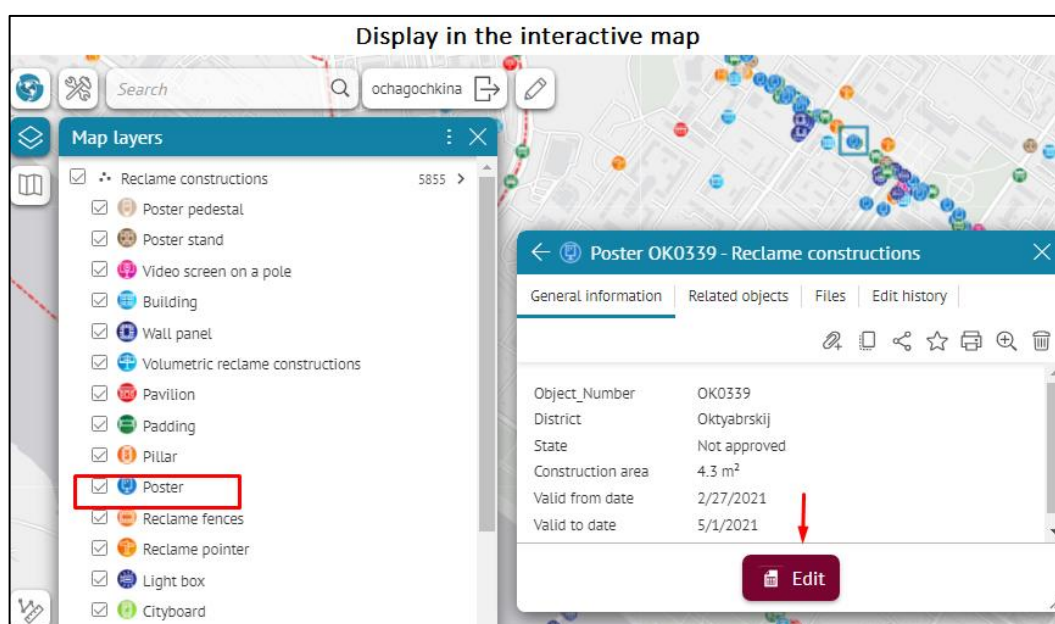 Display in the interactive map
Search
ochagochkina
Map layers
Reclame constructions 5855
Poster pedestal
Poster stand
Video screen on a pole
Building
Wall panel
Volumetric reclame constructions
Pavilion
Padding
Pillar
Poster
Reclame fences
Reclame pointer
Light box
Cityboard
Poster OK0339 - Reclame constructions
General information Related objects Files Edit history
Object_Number OK0339
District Oktyabrskij
State Not approved
Construction area 4.3 m²
Valid from date 2/27/2021
Valid to date 5/1/2021
Edit